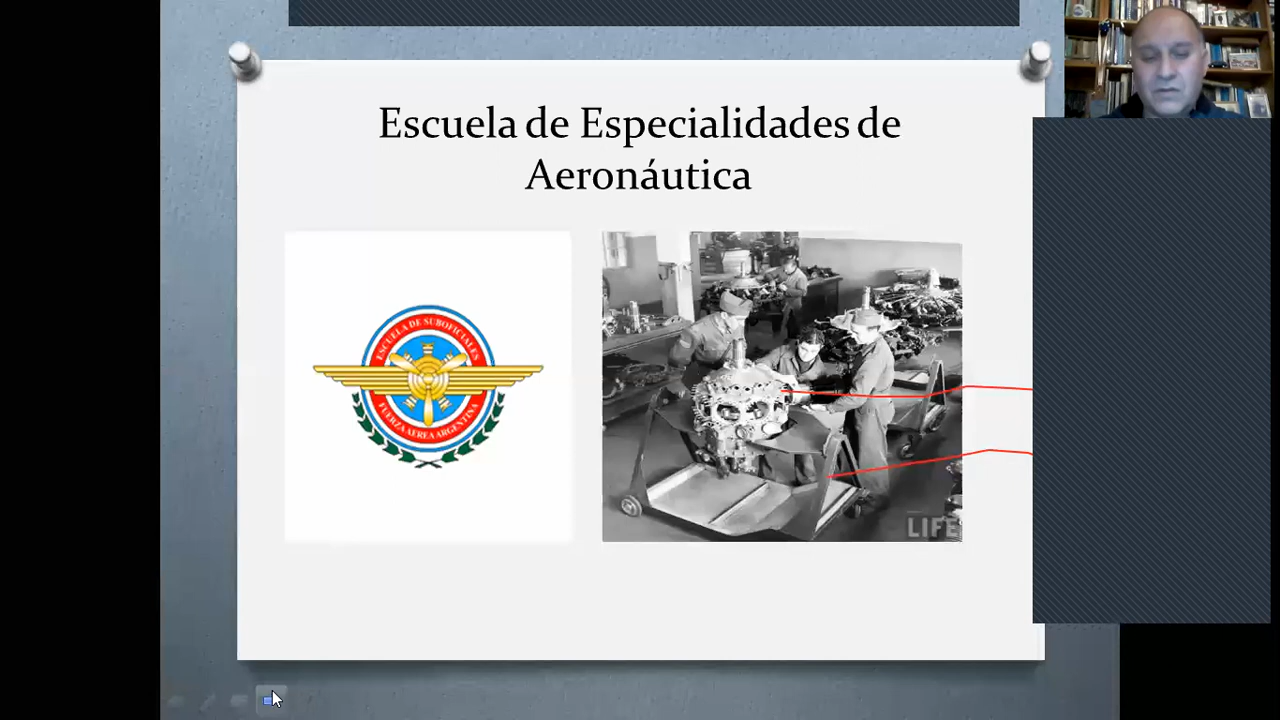 Escuela de Especialidades de
Aeronáutica
ESCUELA DE SUBOFICIALES
FUERZA AEREA ARGENTINA
LIFE